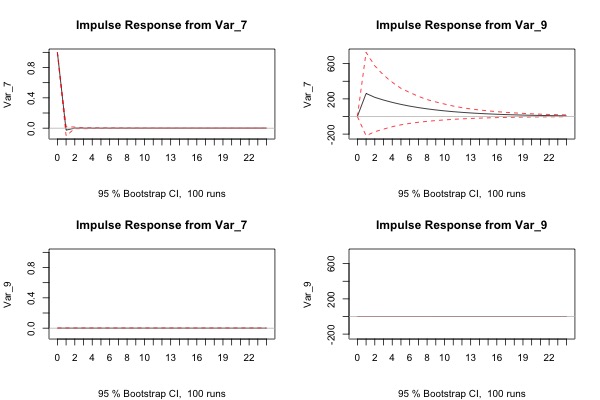 Impulse Response from Var_7
Var_7
0.0 0.4 0.8
0 2 4 6 8 10 13 16 19 22
95 % Bootstrap CI, 100 runs
Impulse Response from Var_9
Var_7
-200 200 600
0 2 4 6 8 10 13 16 19 22
95 % Bootstrap CI, 100 runs
Impulse Response from Var_7
Var_9
0.0 0.4 0.8
0 2 4 6 8 10 13 16 19 22
95 % Bootstrap CI, 100 runs
Impulse Response from Var_9
Var_9
-200 200 600
0 2 4 6 8 10 13 16 19 22
95 % Bootstrap CI, 100 runs